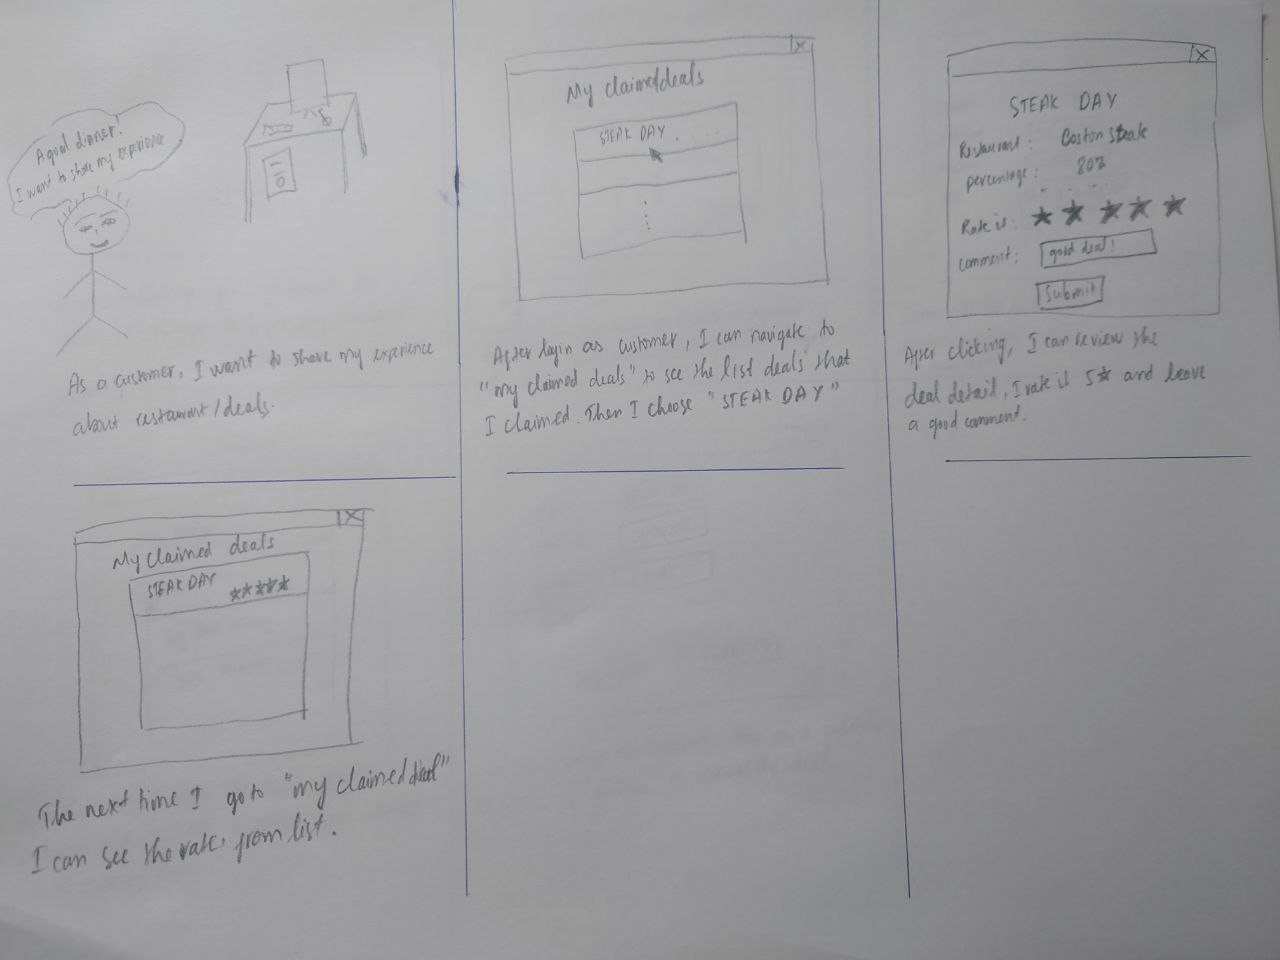 A good dinner!
I want to share my experience
As a customer, I want to share my experience
about restaurant/deals.
X
My claimed deals
STEAK DAY
After login as customer, I can navigate to
"my claimed deals" to see the list deals that
I claimed. Then I choose "STEAK DAY"
X
STEAK DAY
Restaurant: Boston Steak
percentage: 80%
Rate it:
comment: good deal!
Submit
After clicking, I can review the
deal detail, I rate it 5★ and leave
a good comment.
X
My claimed deals
STEAK DAY
The next time I go to "my claimed deal"
I can see the rate from list.